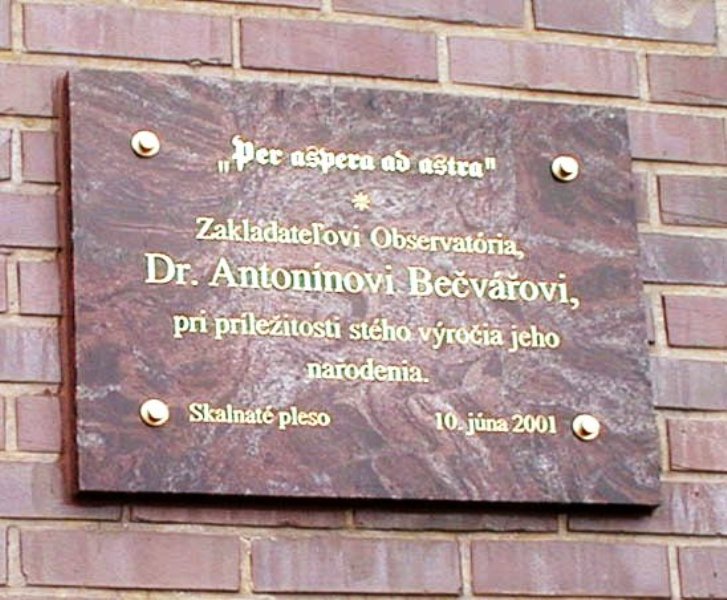 „Per aspera ad astra"
*
Zakladateľovi Observatória,
Dr. Antonínovi Bečvářovi,
pri príležitosti stého výročia jeho
narodenia.
Skalnaté pleso 10. júna 2001